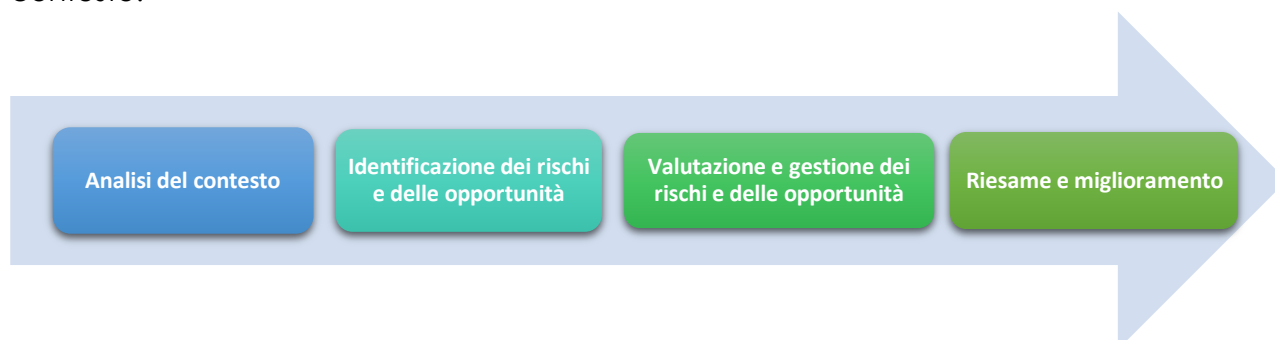 Analisi del contesto
Identificazione dei rischi
e delle opportunità
Valutazione e gestione dei
rischi e delle opportunità
Riesame e miglioramento